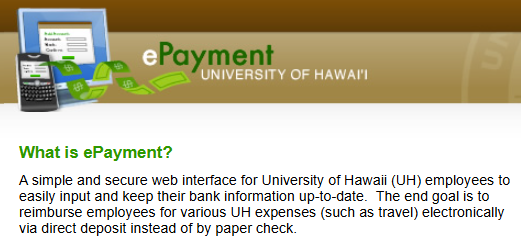 ePayment
UNIVERSITY OF HAWAI'I
What is ePayment?
A simple and secure web interface for University of Hawaii (UH) employees to
easily input and keep their bank information up-to-date.  The end goal is to
reimburse employees for various UH expenses (such as travel) electronically
via direct deposit instead of by paper check.